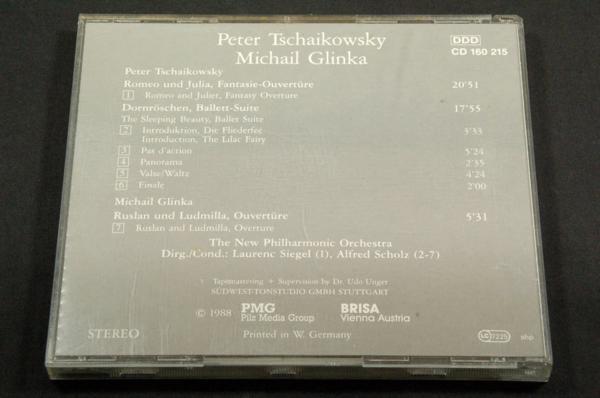 Peter Tschaikowsky
Michail Glinka
DDD
CD 160 215
Peter Tschaikowsky
Romeo und Julia, Fantasie-Ouvertüre 20'51
1 Romeo and Juliet, Fantasy Overture
Dornröschen, Ballett-Suite 17'55
The Sleeping Beauty, Ballet Suite
2 Introduktion, Die Fliederfee 3'33
Introduction, The Lilac Fairy
3 Pas d'action 5'24
4 Panorama 2'35
5 Valse/Waltz 4'24
6 Finale 2'00
Michail Glinka
Ruslan und Ludmilla, Ouvertüre 5'31
7 Ruslan and Ludmilla, Overture
The New Philharmonic Orchestra
Dirg./Cond.: Laurenc Siegel (1), Alfred Scholz (2-7)
Tapemastering + Supervision by Dr. Udo Unger
SÜDWEST-TONSTUDIO GMBH STUTTGART
© 1988 PMG BRISA
Pilz Media Group Vienna Austria
STEREO
Printed in W. Germany
LC 7225
shp